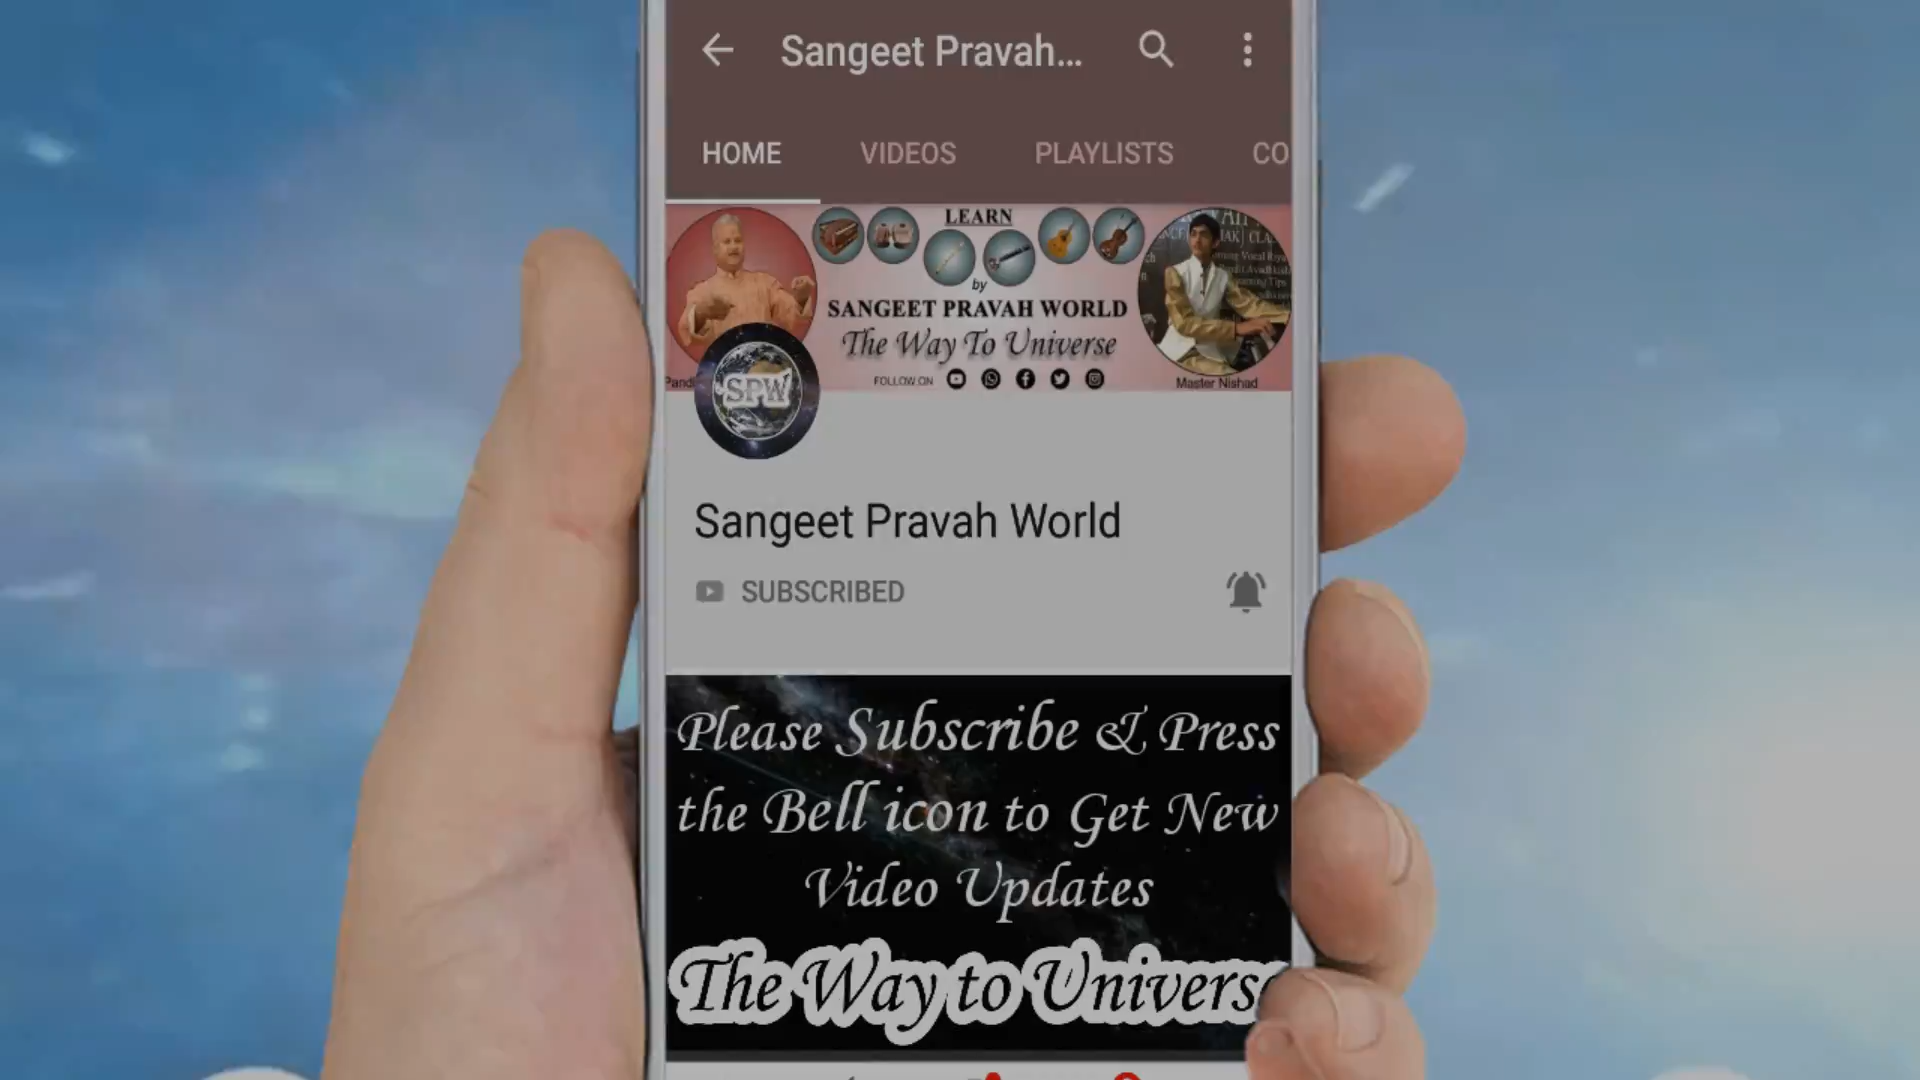 Sangeet Pravah...
HOME VIDEOS PLAYLISTS CO
LEARN
by
SANGEET PRAVAH WORLD
The Way To Universe
FOLLOW ON
Pandi
Master Nishad
SPW
Sangeet Pravah World
SUBSCRIBED
Please Subscribe & Press
the Bell icon to Get New
Video Updates
The Way to Univers